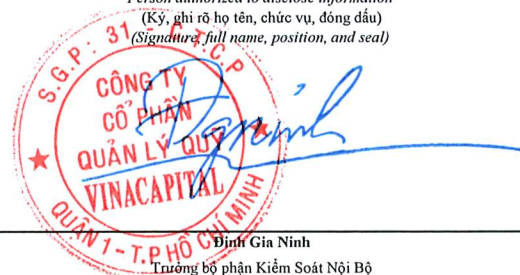 Person authorized to disclose information
(Ký, ghi rõ họ tên, chức vụ, đóng dấu)
(Signature, full name, position, and seal)
S.G.P: 31 - C.T.C.P
CÔNG TY
CỔ PHẦN
QUẢN LÝ QUỸ
VINACAPITAL
QUẬN 1 - T.P HỒ CHÍ MINH
Dgninh
Đinh Gia Ninh
Trưởng bộ phận Kiểm Soát Nội Bộ